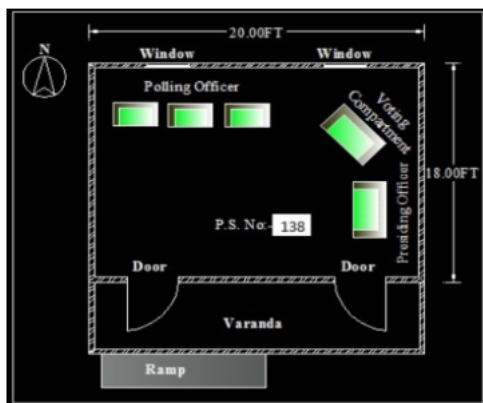 20.00FT
N
Window
Window
Polling Officer
Voting
Compartment
18.00FT
Presiding Officer
P.S. No:- 138
Door
Door
Varanda
Ramp